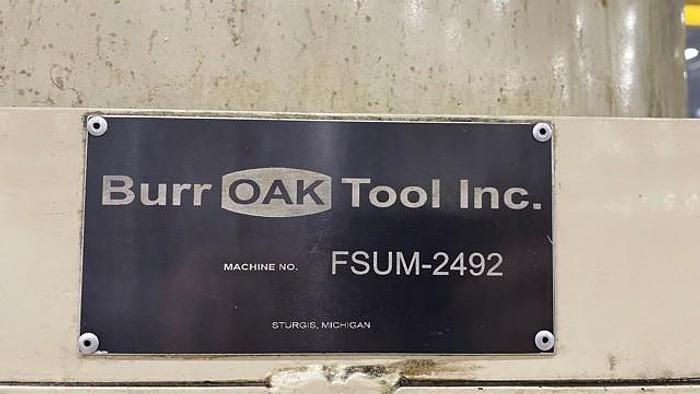 Burr OAK Tool Inc.
MACHINE NO. FSUM-2492
STURGIS, MICHIGAN